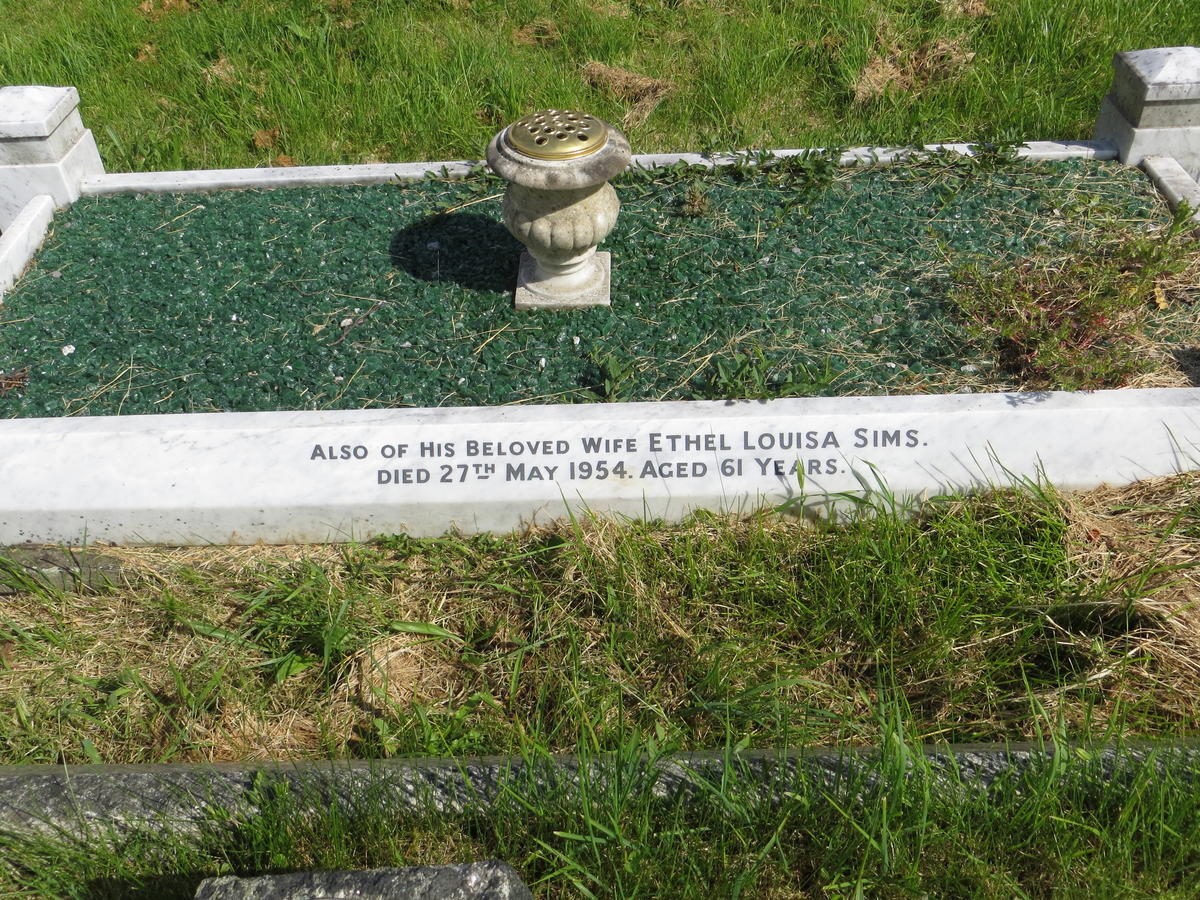 Also of His Beloved Wife ETHEL LOUISA SIMS.
DIED 27TH May 1954. Aged 61 Years.